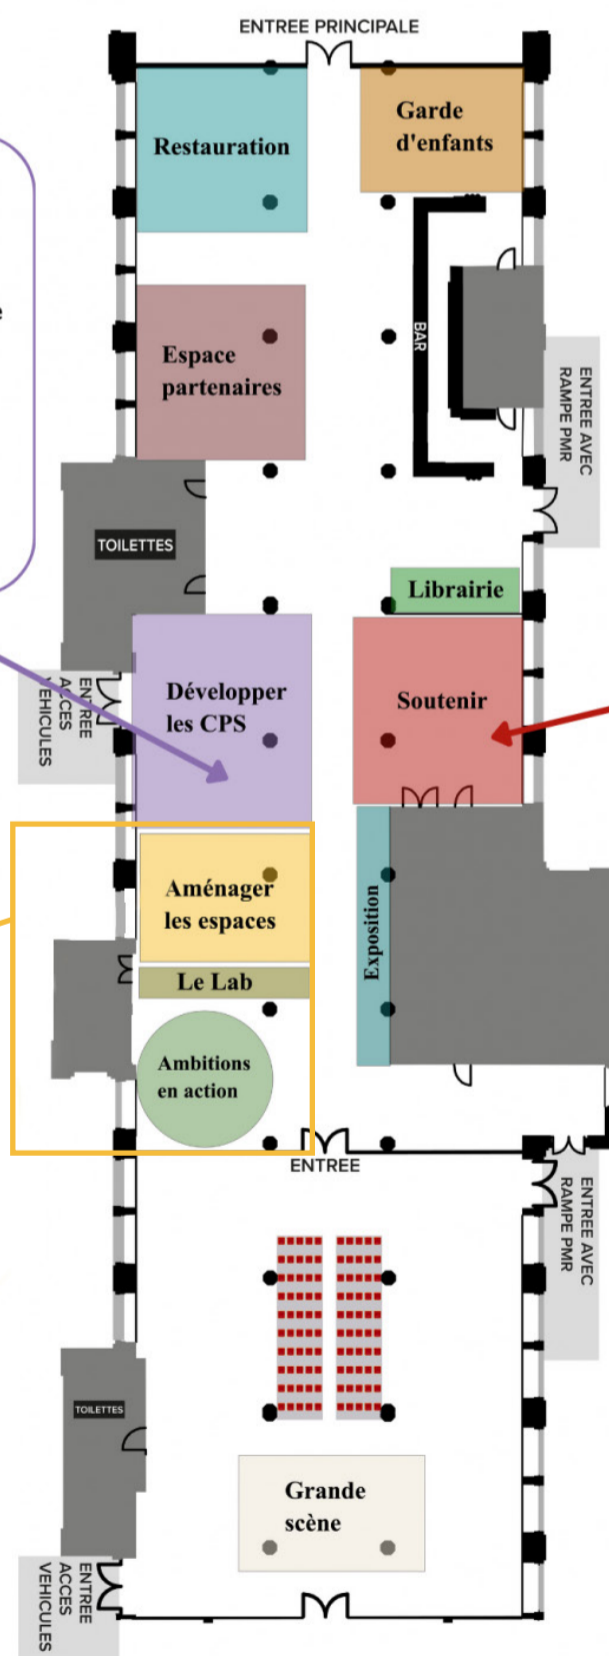 ENTREE PRINCIPALE
Restauration
Garde
d'enfants
e
Espace
partenaires
BAR
ENTREE AVEC
RAMPE PMR
TOILETTES
Librairie
ENTREE
ACCES
VEHICULES
Développer
les CPS
Soutenir
Aménager
les espaces
Exposition
Le Lab
Ambitions
en action
ENTREE
ENTREE AVEC
RAMPE PMR
TOILETTES
Grande
scène
ENTREE
ACCES
VEHICULES